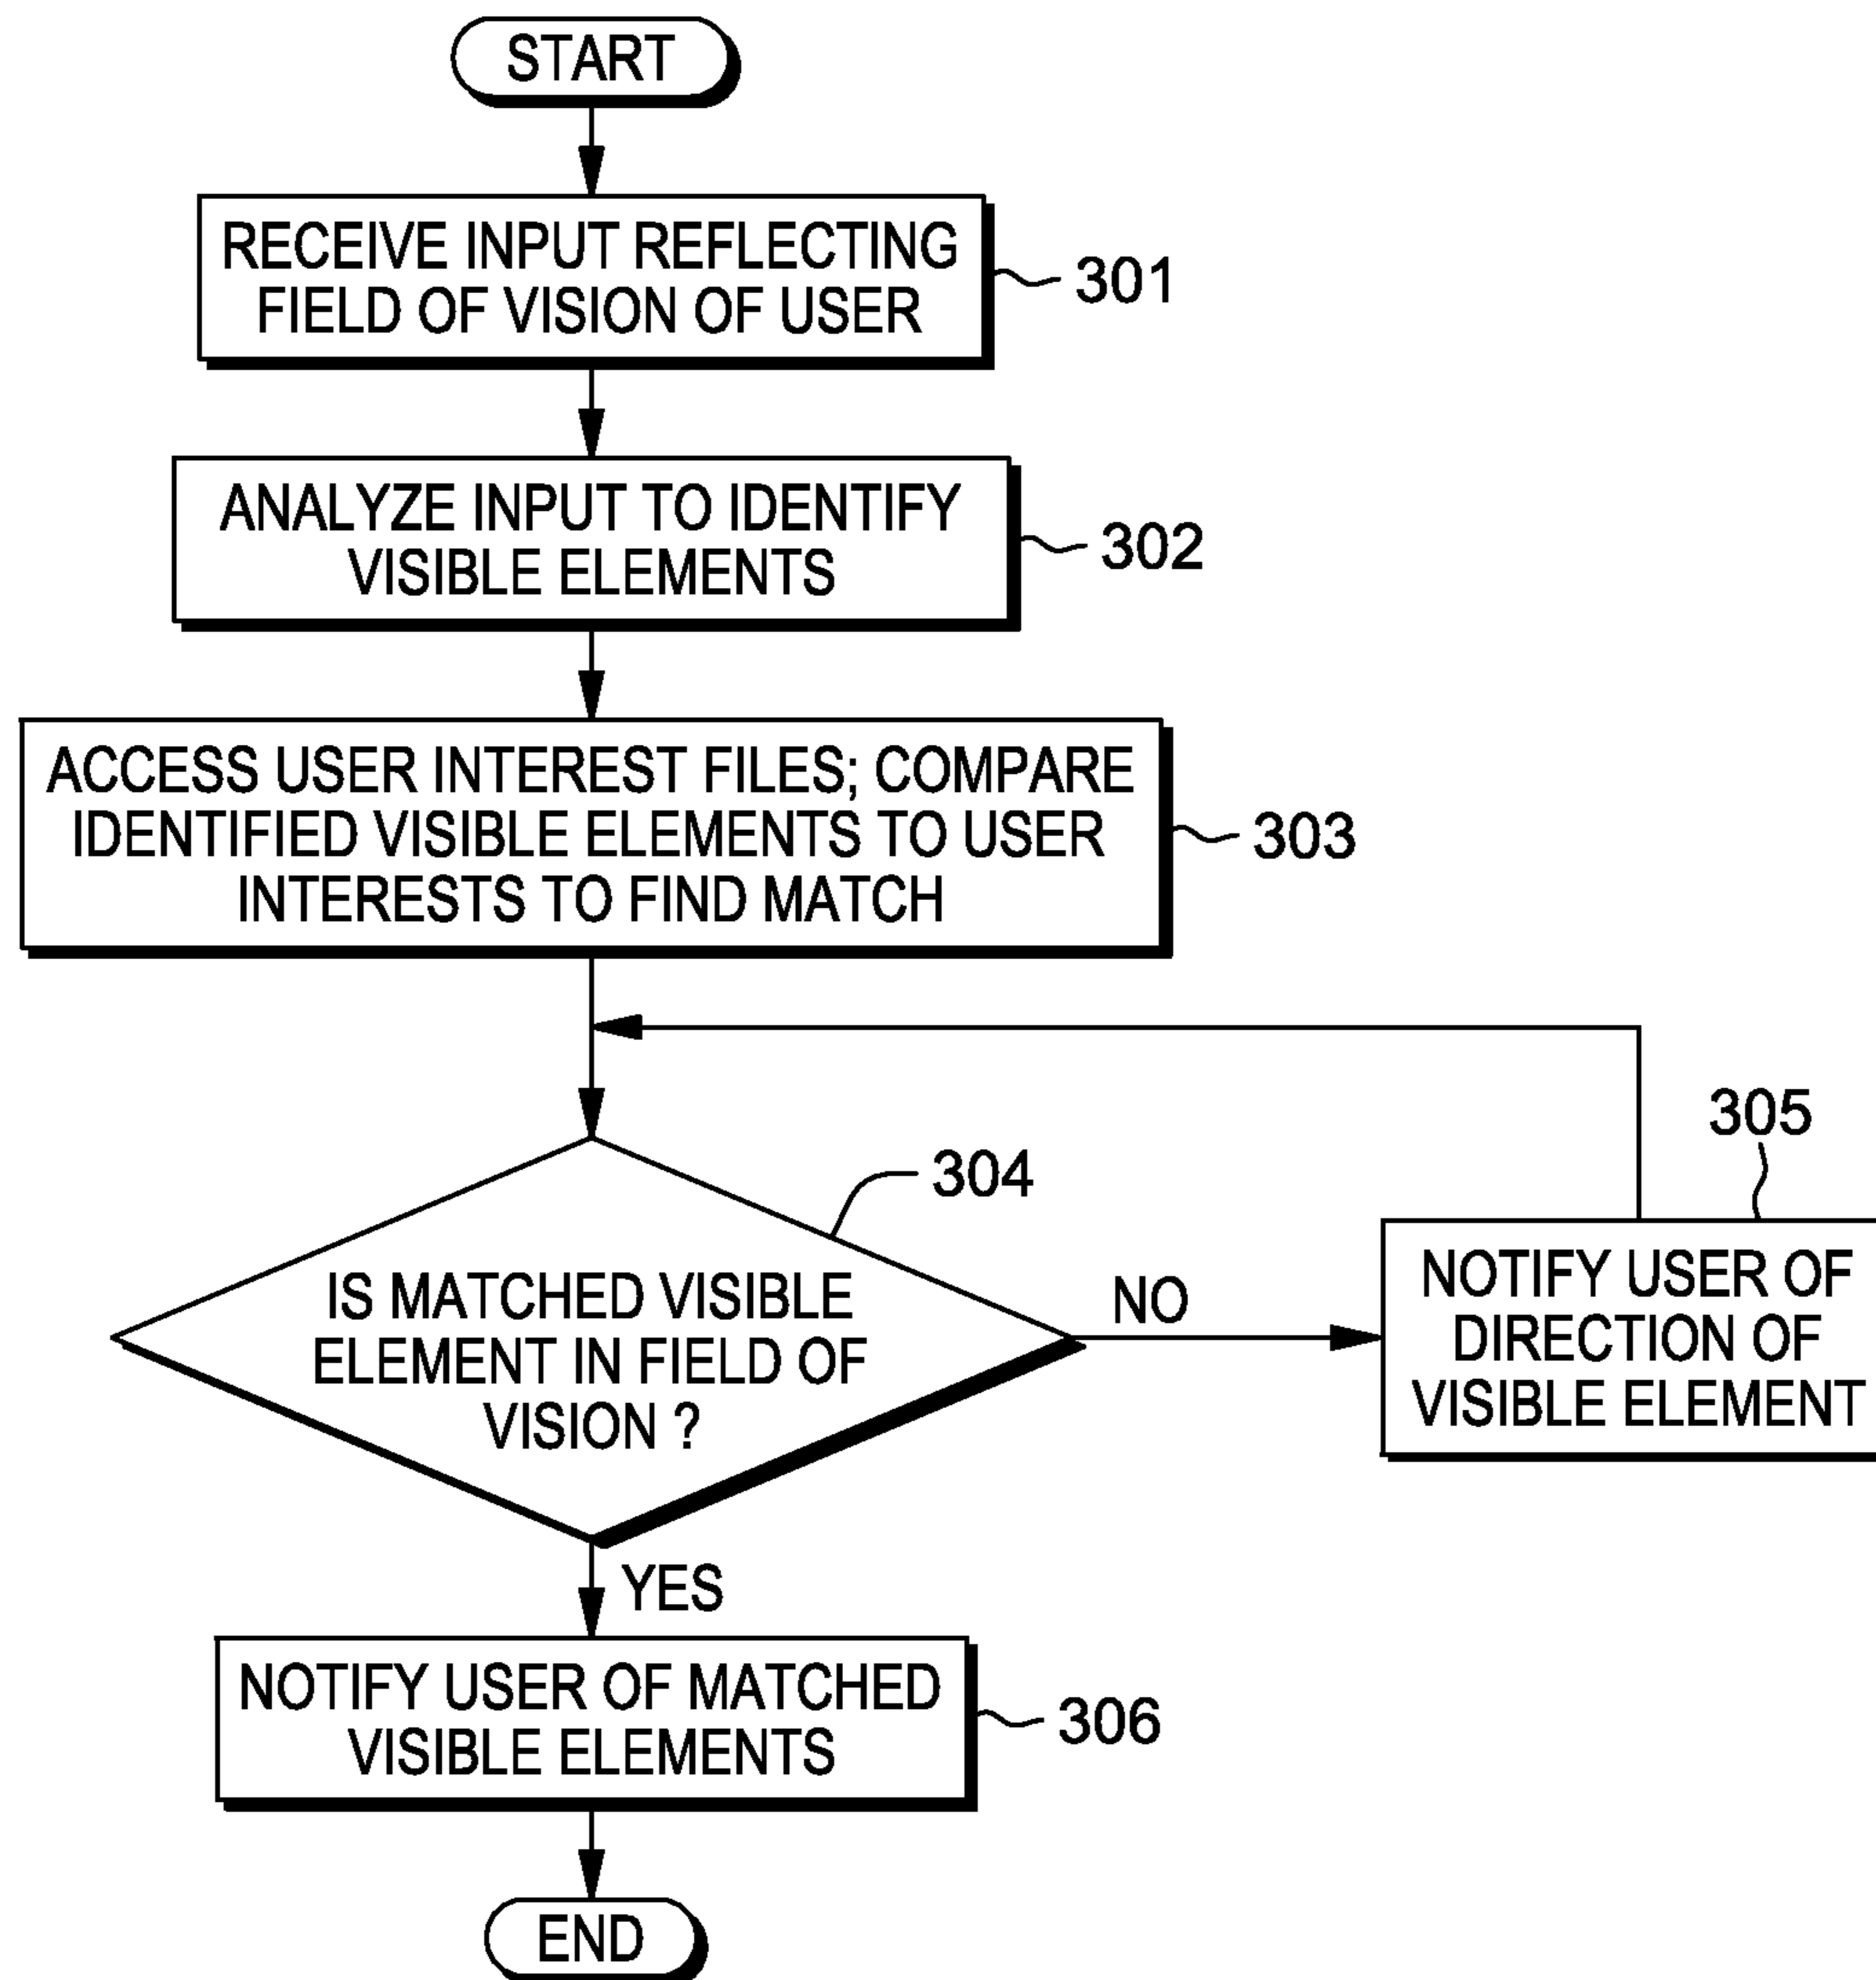 START
RECEIVE INPUT REFLECTING
FIELD OF VISION OF USER
301
ANALYZE INPUT TO IDENTIFY
VISIBLE ELEMENTS
302
ACCESS USER INTEREST FILES; COMPARE
IDENTIFIED VISIBLE ELEMENTS TO USER
INTERESTS TO FIND MATCH
303
304
IS MATCHED VISIBLE
ELEMENT IN FIELD OF
VISION ?
NO
305
NOTIFY USER OF
DIRECTION OF
VISIBLE ELEMENT
YES
NOTIFY USER OF MATCHED
VISIBLE ELEMENTS
306
END